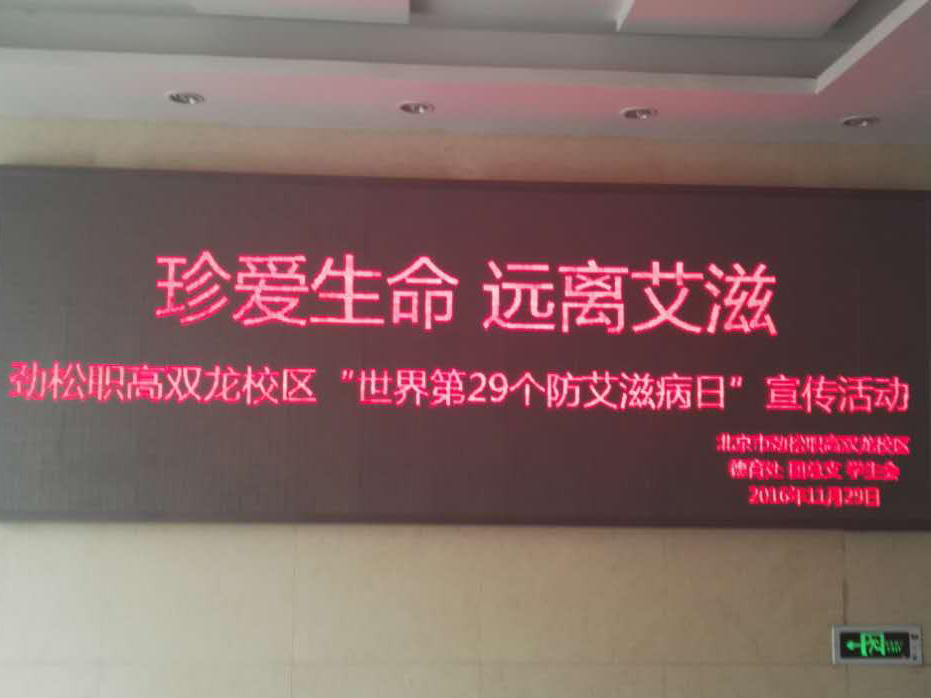 珍爱生命 远离艾滋
劲松职高双龙校区“世界第29个防艾滋病日”宣传活动
北京市劲松职高双龙校区
德育处 团总支 学生会
2016年11月29日